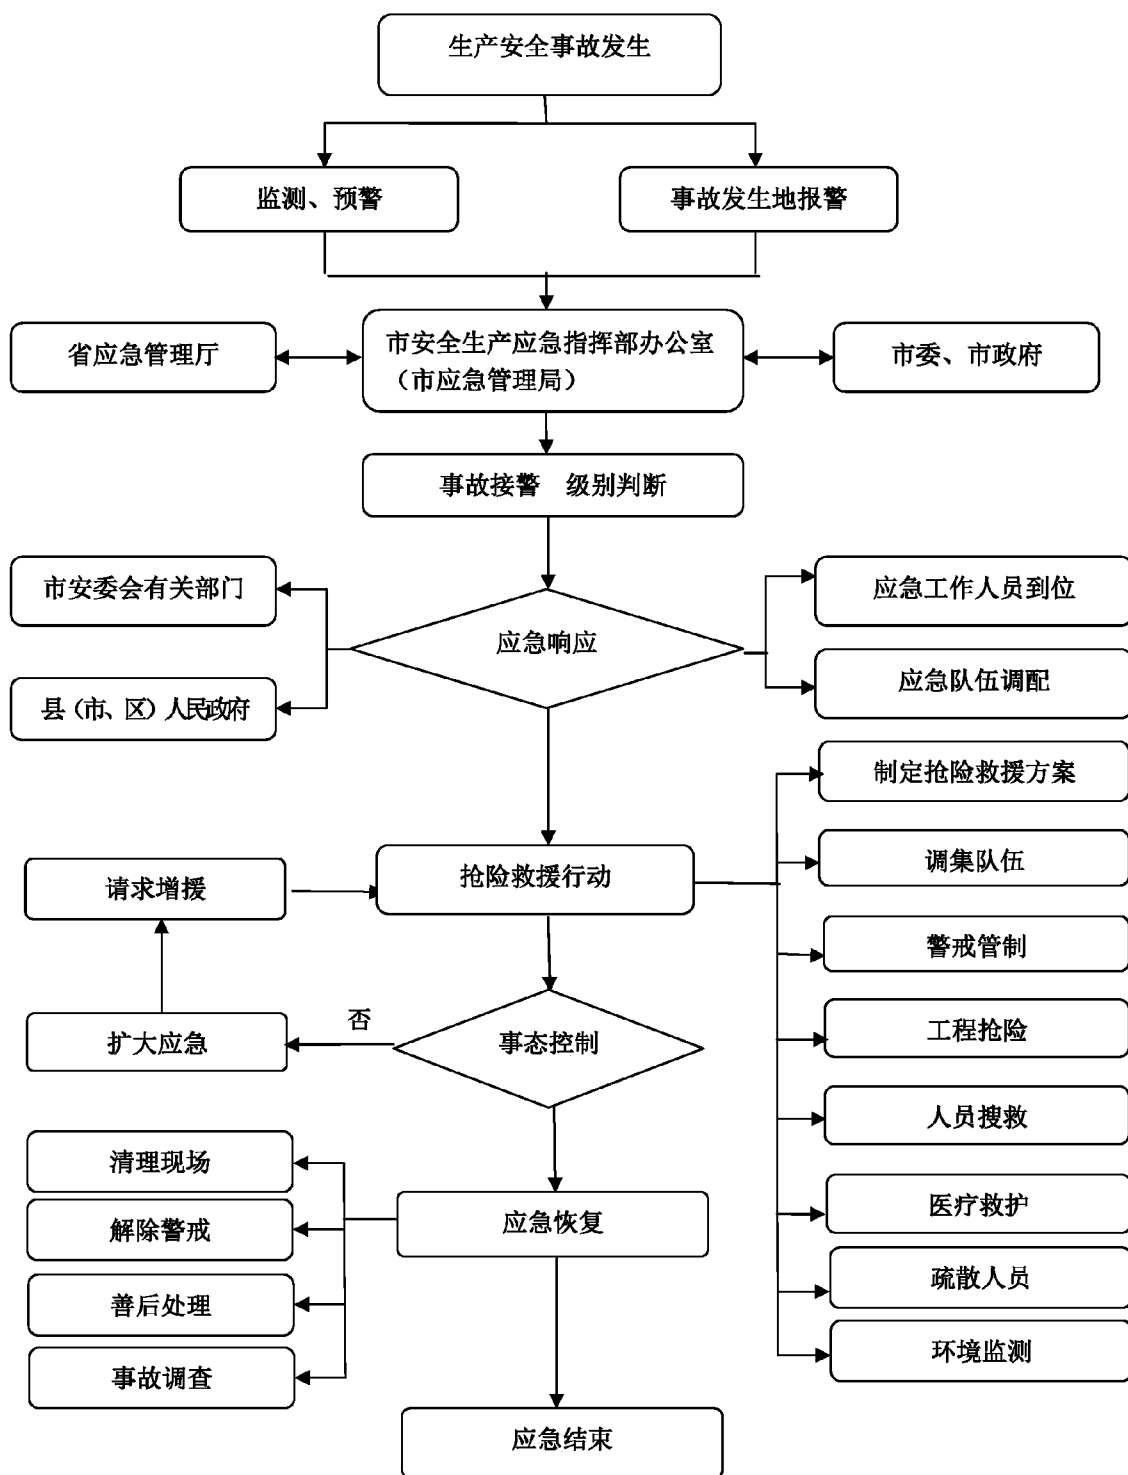 生产安全事故发生
监测、预警
事故发生地报警
省应急管理厅
市安全生产应急指挥部办公室
（市应急管理局）
市委、市政府
事故接警　级别判断
市安委会有关部门
应急工作人员到位
应急响应
县（市、区）人民政府
应急队伍调配
制定抢险救援方案
请求增援
抢险救援行动
调集队伍
警戒管制
否
扩大应急
事态控制
工程抢险
人员搜救
清理现场
应急恢复
医疗救护
解除警戒
疏散人员
善后处理
环境监测
事故调查
应急结束